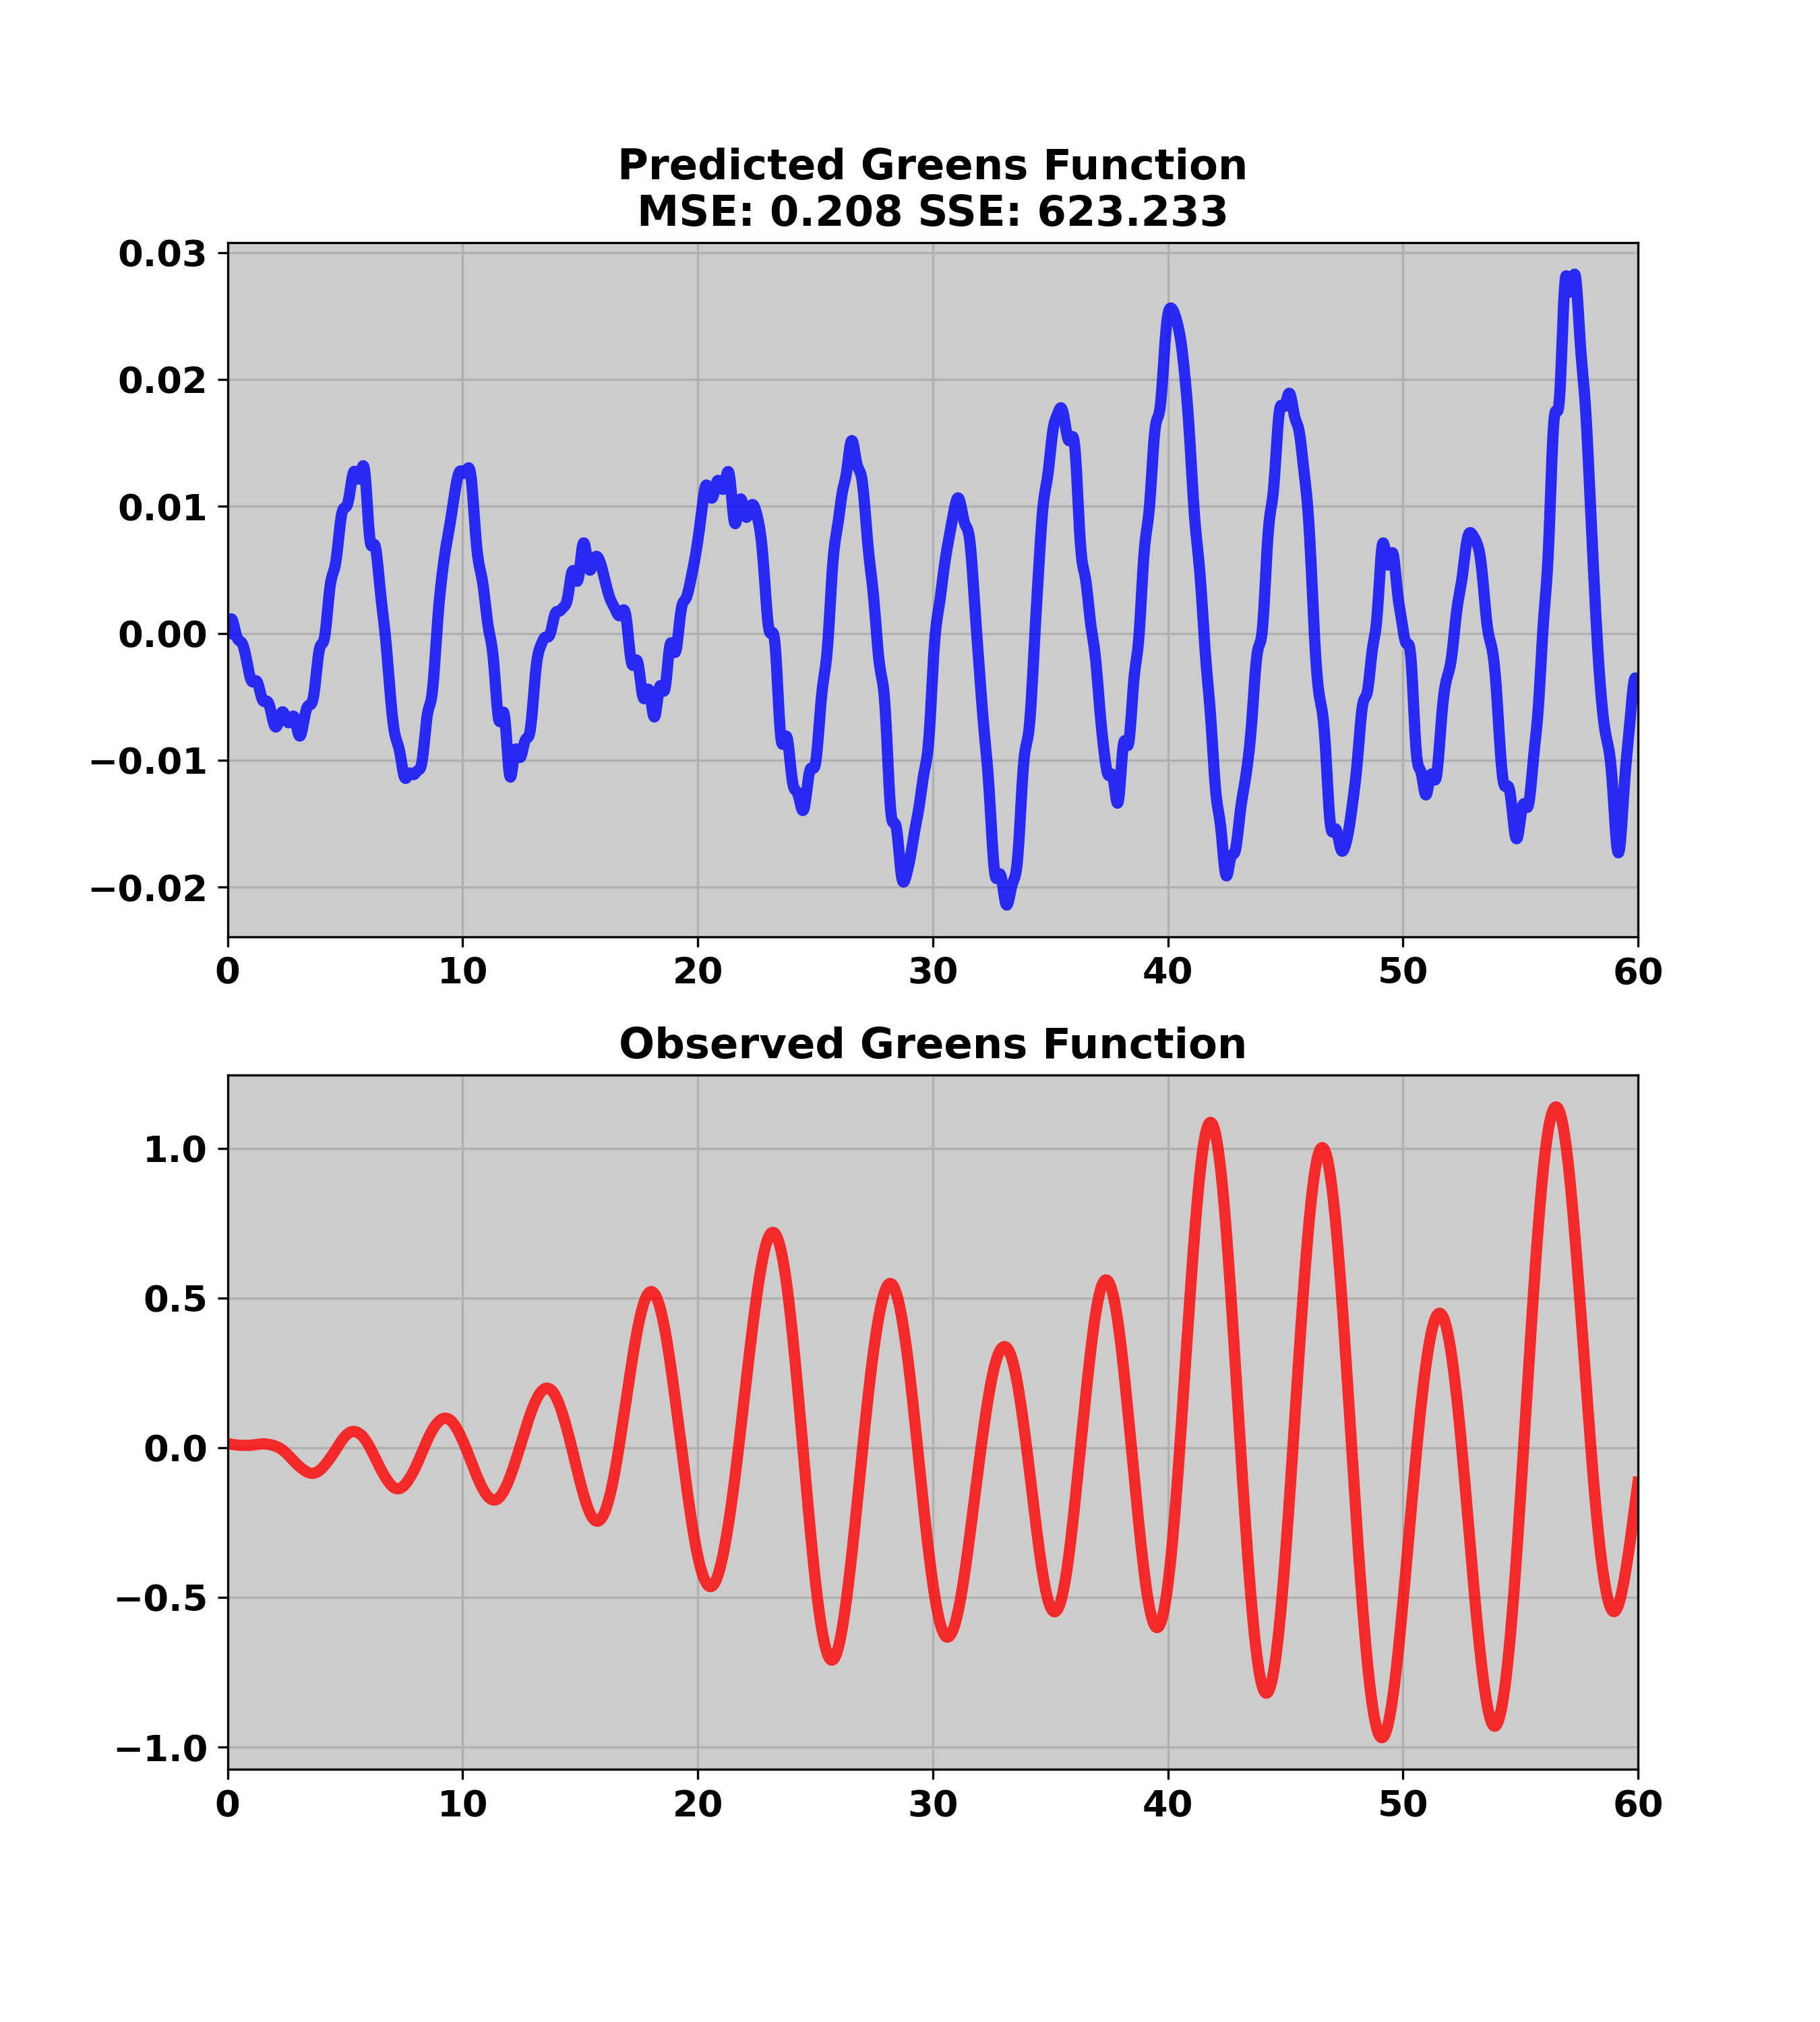 Predicted Greens Function
MSE: 0.208 SSE: 623.233
0.03
0.02
0.01
0.00
−0.01
−0.02
0 10 20 30 40 50 60
Observed Greens Function
1.0
0.5
0.0
−0.5
−1.0
0 10 20 30 40 50 60